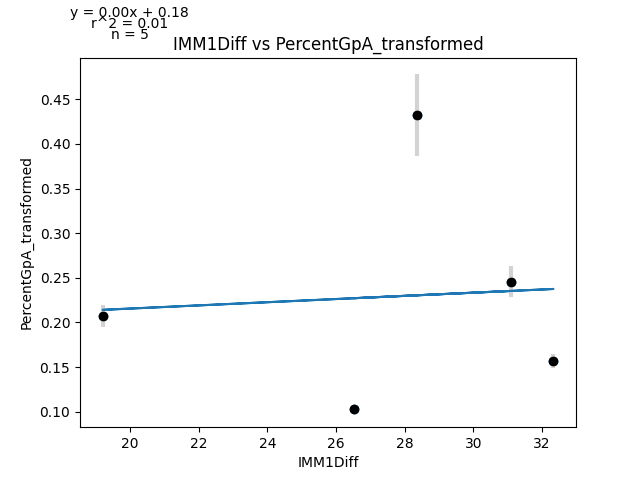 y = 0.00x + 0.18
r^2 = 0.01
n = 5
IMM1Diff vs PercentGpA_transformed
PercentGpA_transformed
0.45
0.40
0.35
0.30
0.25
0.20
0.15
0.10
20 22 24 26 28 30 32
IMM1Diff